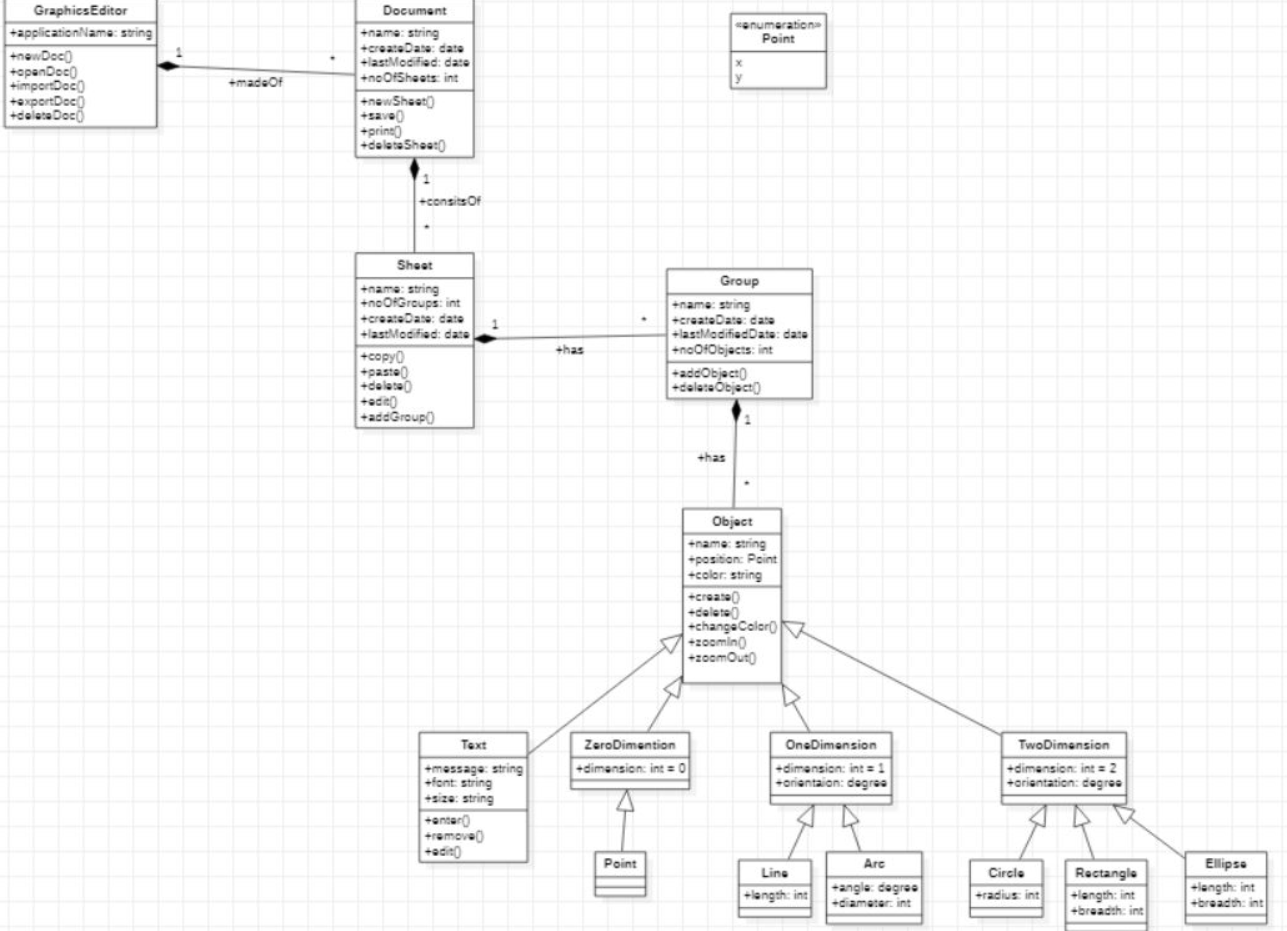 GraphicsEditor
+applicationName: string
+newDoc()
+openDoc()
+importDoc()
+exportDoc()
+deleteDoc()
1
*
+madeOf
Document
+name: string
+createDate: date
+lastModified: date
+noOfSheets: int
+newSheet()
+save()
+print()
+deleteSheet()
«enumeration»
Point
x
y
1
+consitsOf
*
Sheet
+name: string
+noOfGroups: int
+createDate: date
+lastModified: date
+copy()
+paste()
+delete()
+edit()
+addGroup()
1
*
+has
Group
+name: string
+createDate: date
+lastModifiedDate: date
+noOfObjects: int
+addObject()
+deleteObject()
1
+has
*
Object
+name: string
+position: Point
+color: string
+create()
+delete()
+changeColor()
+zoomIn()
+zoomOut()
Text
+message: string
+font: string
+size: string
+enter()
+remove()
+edit()
ZeroDimention
+dimension: int = 0
OneDimension
+dimension: int = 1
+orientaion: degree
TwoDimension
+dimension: int = 2
+orientation: degree
Point
Line
+length: int
Arc
+angle: degree
+diameter: int
Circle
+radius: int
Rectangle
+length: int
+breadth: int
Ellipse
+length: int
+breadth: int